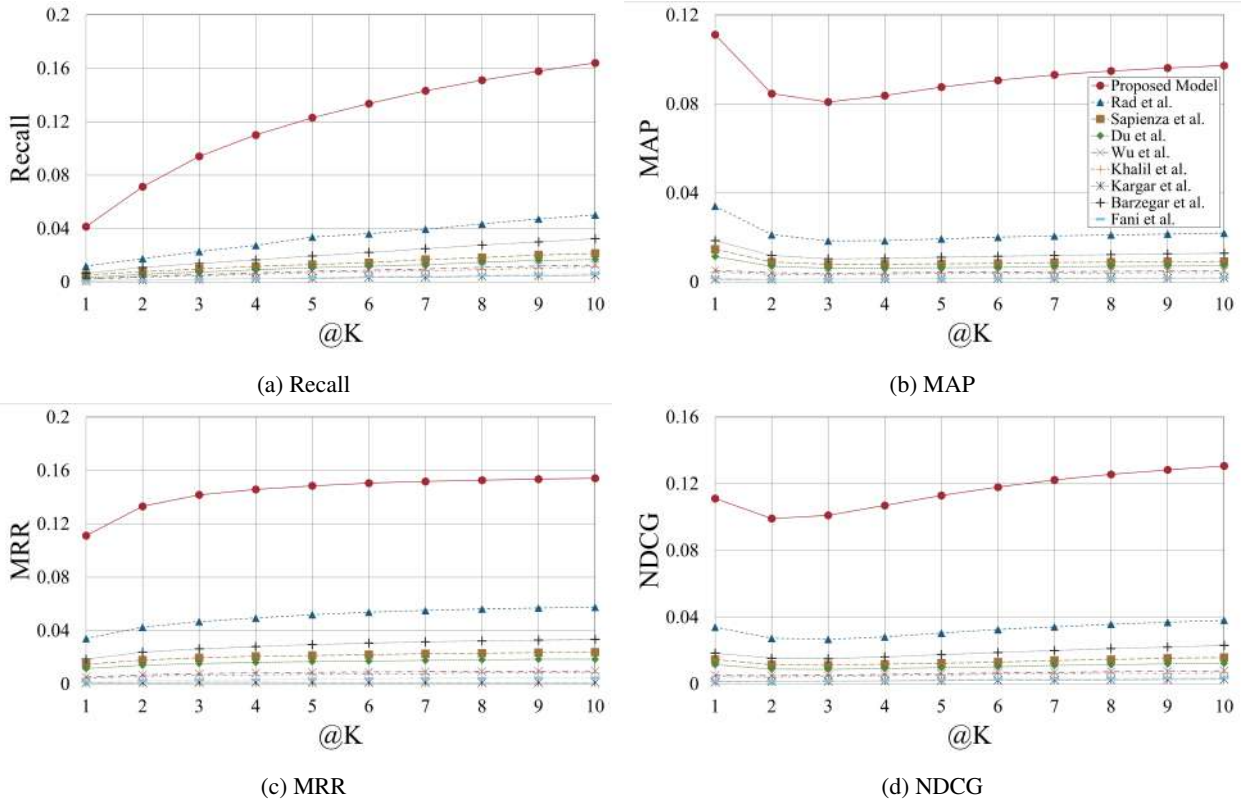 0.2
0.16
0.12
0.08
0.04
0
Recall
1 2 3 4 5 6 7 8 9 10
@K
(a) Recall
0.12
0.08
0.04
0
MAP
1 2 3 4 5 6 7 8 9 10
@K
Proposed Model
Rad et al.
Sapienza et al.
Du et al.
Wu et al.
Khalil et al.
Kargar et al.
Barzegar et al.
Fani et al.
(b) MAP
0.2
0.16
0.12
0.08
0.04
0
MRR
1 2 3 4 5 6 7 8 9 10
@K
(c) MRR
0.16
0.12
0.08
0.04
0
NDCG
1 2 3 4 5 6 7 8 9 10
@K
(d) NDCG